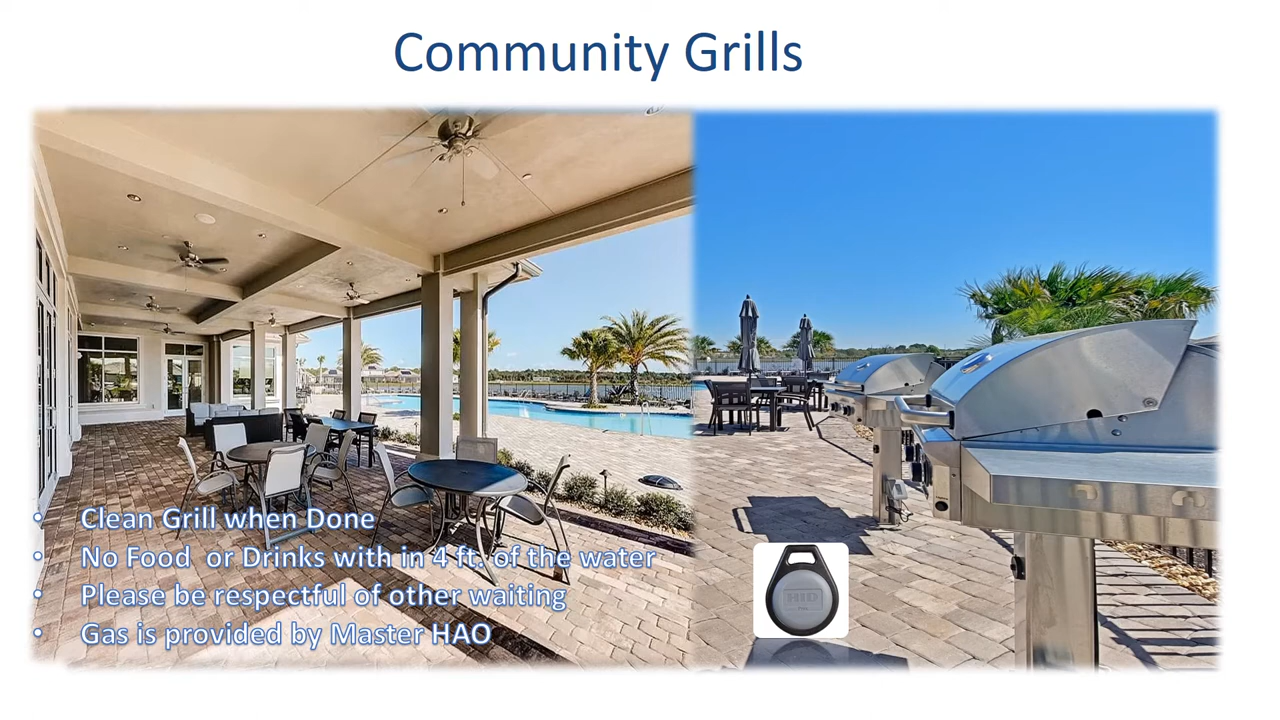 Community Grills
• Clean Grill when Done
• No Food or Drinks with in 4 ft. of the water
• Please be respectful of other waiting
• Gas is provided by Master HAO
HID